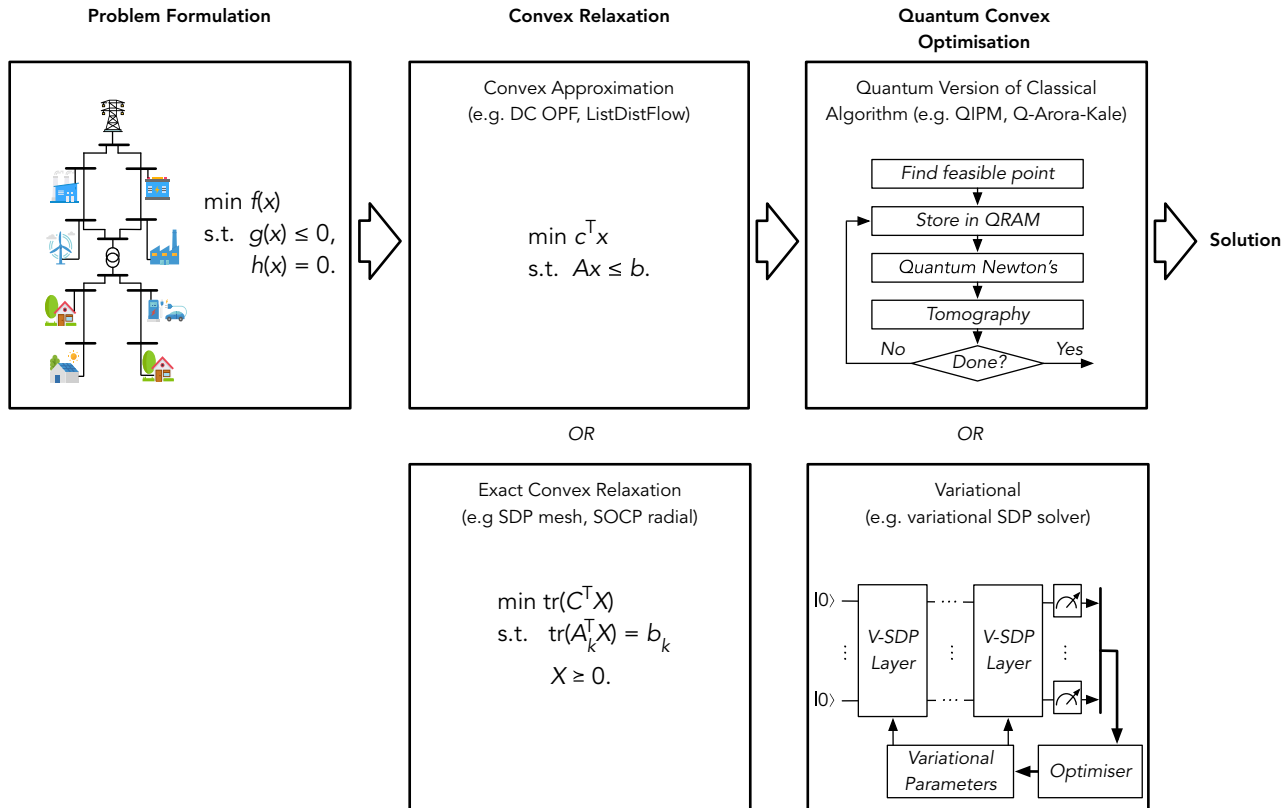 Problem Formulation
min f(x)
s.t. g(x) ≤ 0,
h(x) = 0.
Convex Relaxation
Convex Approximation
(e.g. DC OPF, ListDistFlow)
min cᵀx
s.t. Ax ≤ b.
OR
Exact Convex Relaxation
(e.g SDP mesh, SOCP radial)
min tr(CᵀX)
s.t. tr(AₖᵀX) = bₖ
X ≥ 0.
Quantum Convex
Optimisation
Quantum Version of Classical
Algorithm (e.g. QIPM, Q-Arora-Kale)
Find feasible point
Store in QRAM
Quantum Newton's
Tomography
No
Done?
Yes
OR
Variational
(e.g. variational SDP solver)
|0⟩
V-SDP
Layer
...
V-SDP
Layer
⋮
⋮
⋮
⋮
|0⟩
...
Variational
Parameters
Optimiser
Solution